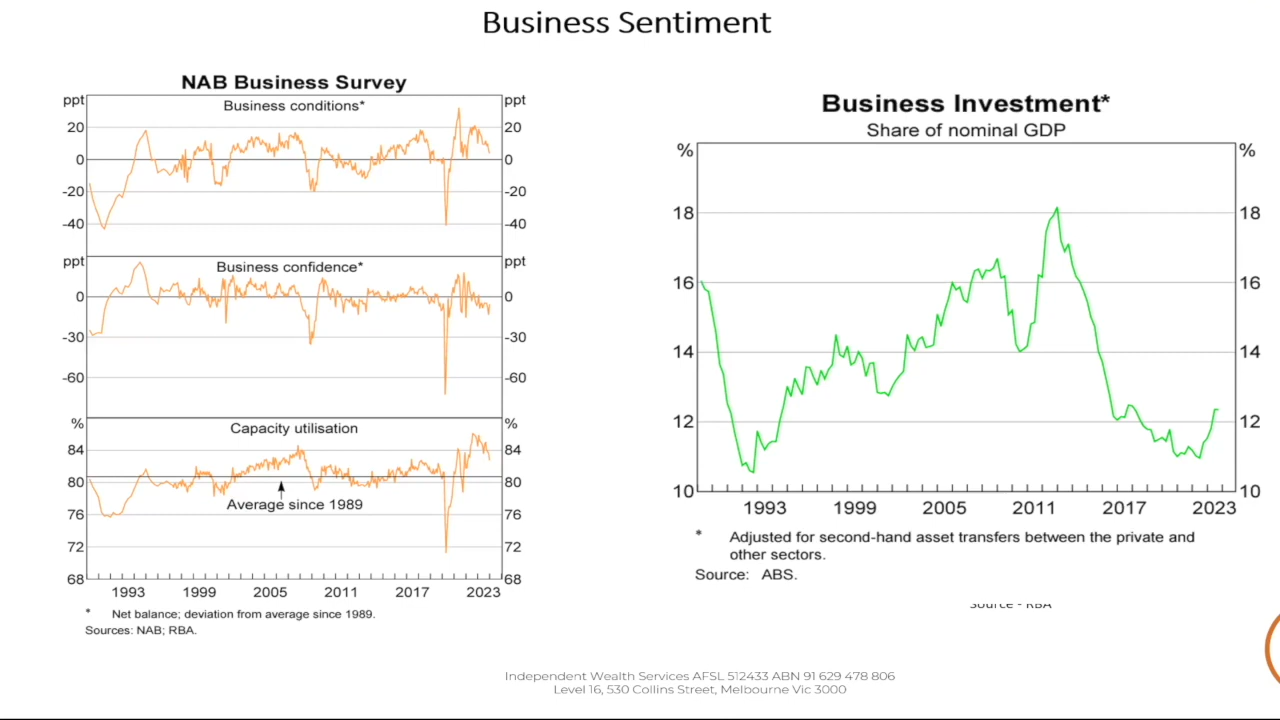 Business Sentiment
NAB Business Survey
ppt ppt
Business conditions*
20 20
0 0
-20 -20
-40 -40
ppt ppt
Business confidence*
0 0
-30 -30
-60 -60
% %
Capacity utilisation
84 84
80 80
Average since 1989
76 76
72 72
68 68
1993 1999 2005 2011 2017 2023
* Net balance; deviation from average since 1989.
Sources: NAB; RBA.
Business Investment*
Share of nominal GDP
% %
18 18
16 16
14 14
12 12
10 10
1993 1999 2005 2011 2017 2023
* Adjusted for second-hand asset transfers between the private and
other sectors.
Source: ABS.
Source - RBA
Independent Wealth Services AFSL 512433 ABN 91 629 478 806
Level 16, 530 Collins Street, Melbourne Vic 3000